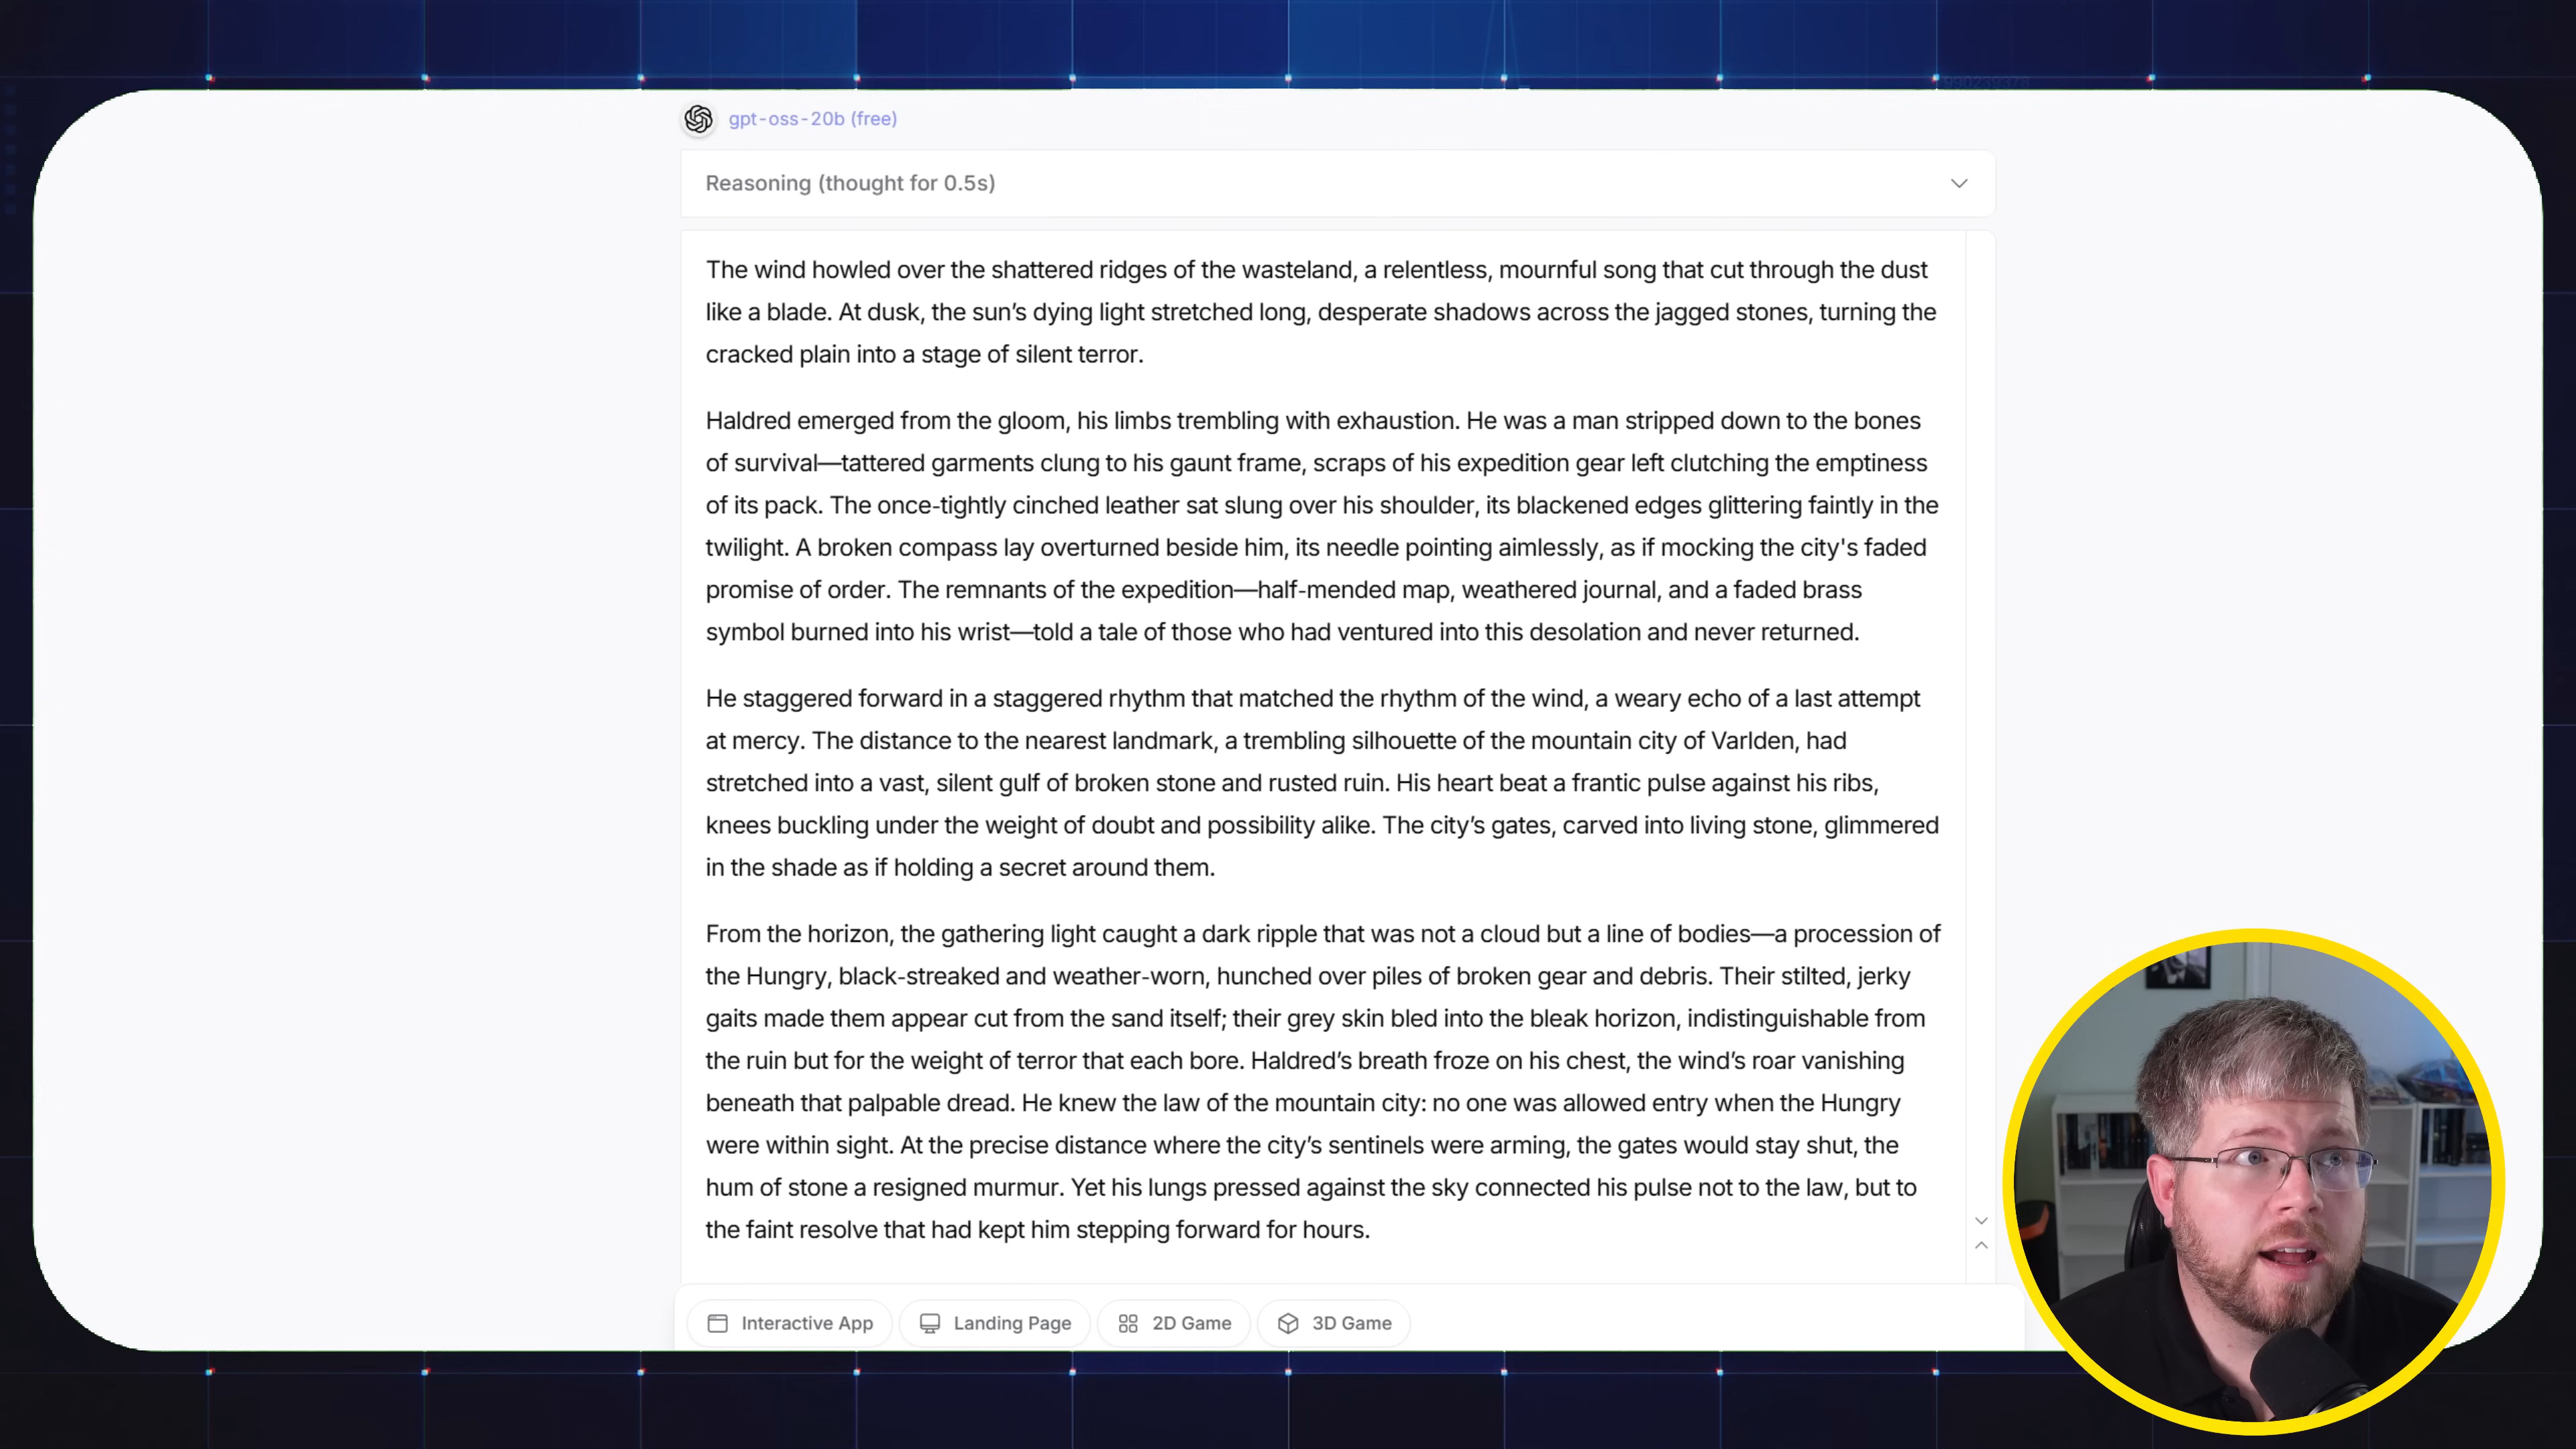 gpt-oss-20b (free)
Reasoning (thought for 0.5s)
The wind howled over the shattered ridges of the wasteland, a relentless, mournful song that cut through the dust
like a blade. At dusk, the sun’s dying light stretched long, desperate shadows across the jagged stones, turning the
cracked plain into a stage of silent terror.
Haldred emerged from the gloom, his limbs trembling with exhaustion. He was a man stripped down to the bones
of survival—tattered garments clung to his gaunt frame, scraps of his expedition gear left clutching the emptiness
of its pack. The once-tightly cinched leather sat slung over his shoulder, its blackened edges glittering faintly in the
twilight. A broken compass lay overturned beside him, its needle pointing aimlessly, as if mocking the city's faded
promise of order. The remnants of the expedition—half-mended map, weathered journal, and a faded brass
symbol burned into his wrist—told a tale of those who had ventured into this desolation and never returned.
He staggered forward in a staggered rhythm that matched the rhythm of the wind, a weary echo of a last attempt
at mercy. The distance to the nearest landmark, a trembling silhouette of the mountain city of Varlden, had
stretched into a vast, silent gulf of broken stone and rusted ruin. His heart beat a frantic pulse against his ribs,
knees buckling under the weight of doubt and possibility alike. The city’s gates, carved into living stone, glimmered
in the shade as if holding a secret around them.
From the horizon, the gathering light caught a dark ripple that was not a cloud but a line of bodies—a procession of
the Hungry, black-streaked and weather-worn, hunched over piles of broken gear and debris. Their stilted, jerky
gaits made them appear cut from the sand itself; their grey skin bled into the bleak horizon, indistinguishable from
the ruin but for the weight of terror that each bore. Haldred’s breath froze on his chest, the wind’s roar vanishing
beneath that palpable dread. He knew the law of the mountain city: no one was allowed entry when the Hungry
were within sight. At the precise distance where the city’s sentinels were arming, the gates would stay shut, the
hum of stone a resigned murmur. Yet his lungs pressed against the sky connected his pulse not to the law, but to
the faint resolve that had kept him stepping forward for hours.
Interactive App
Landing Page
2D Game
3D Game